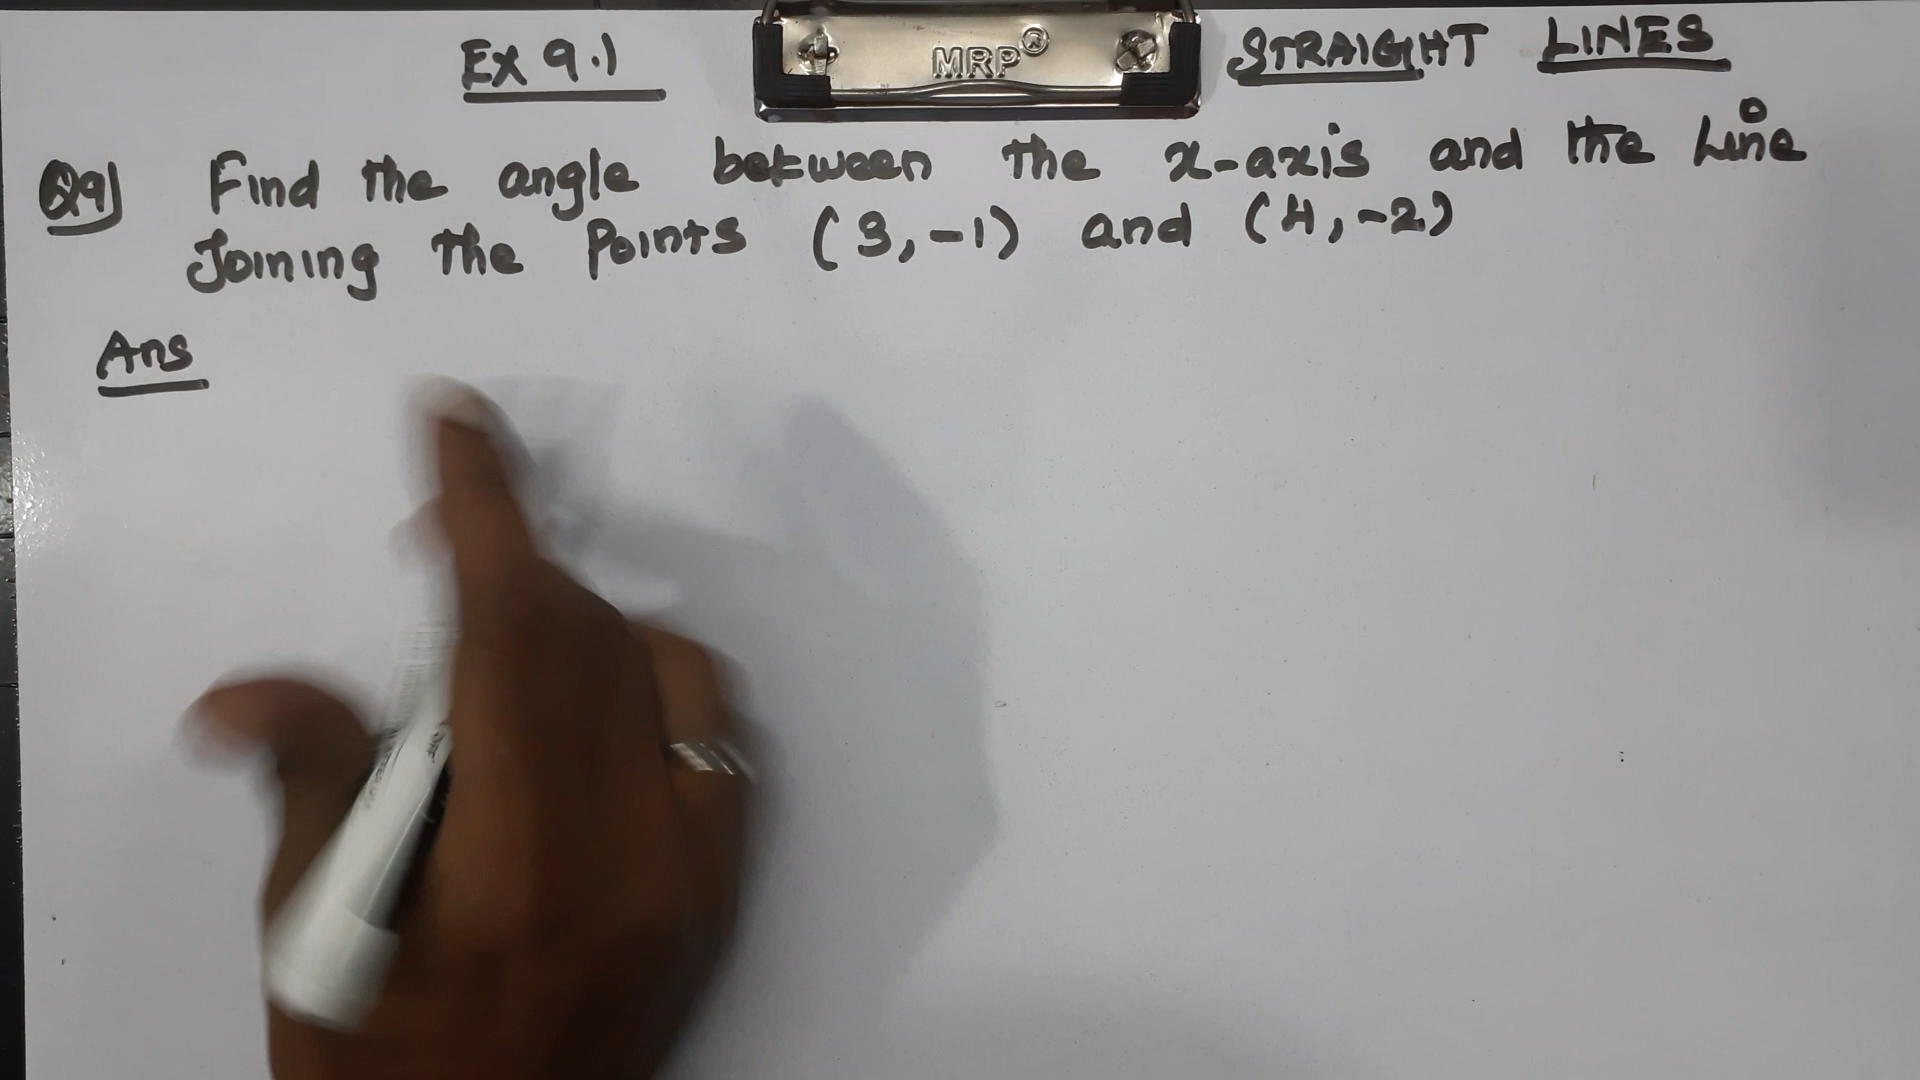 Ex 9.1
MRP®
STRAIGHT LINES
Q9) Find the angle between the x-axis and the Line
Joining the Points (3,-1) and (4,-2)
Ans